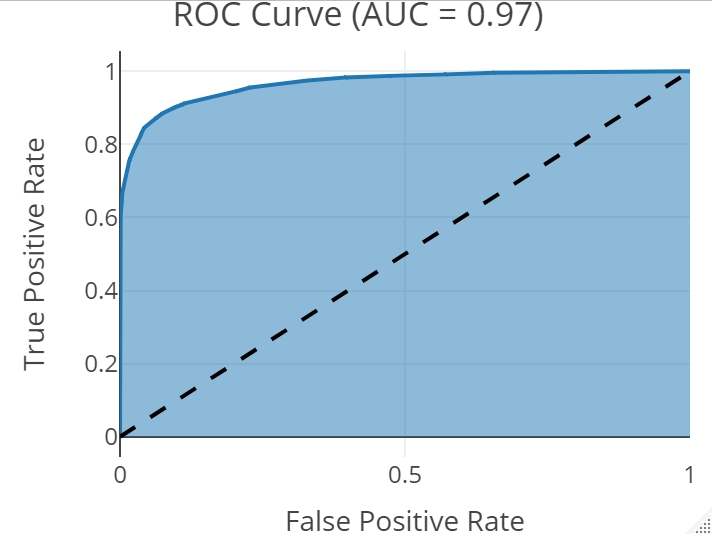 ROC Curve (AUC = 0.97)
True Positive Rate
1
0.8
0.6
0.4
0.2
0
0 0.5 1
False Positive Rate